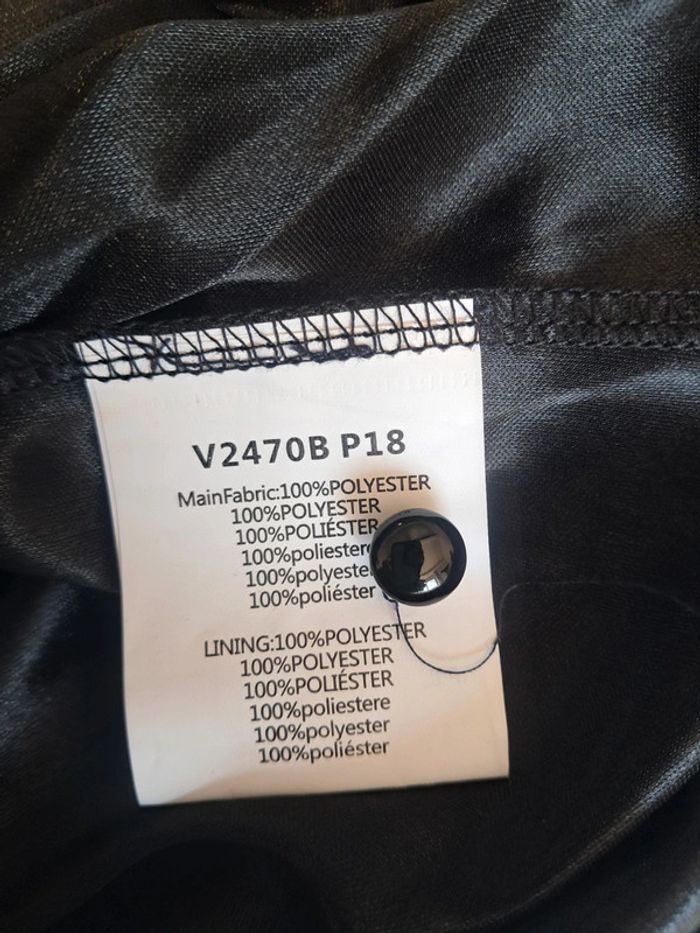 V2470B P18
MainFabric:100%POLYESTER
100%POLYESTER
100%POLIÉSTER
100%poliestere
100%polyester
100%poliéster
LINING:100%POLYESTER
100%POLYESTER
100%POLIÉSTER
100%poliestere
100%polyester
100%poliéster